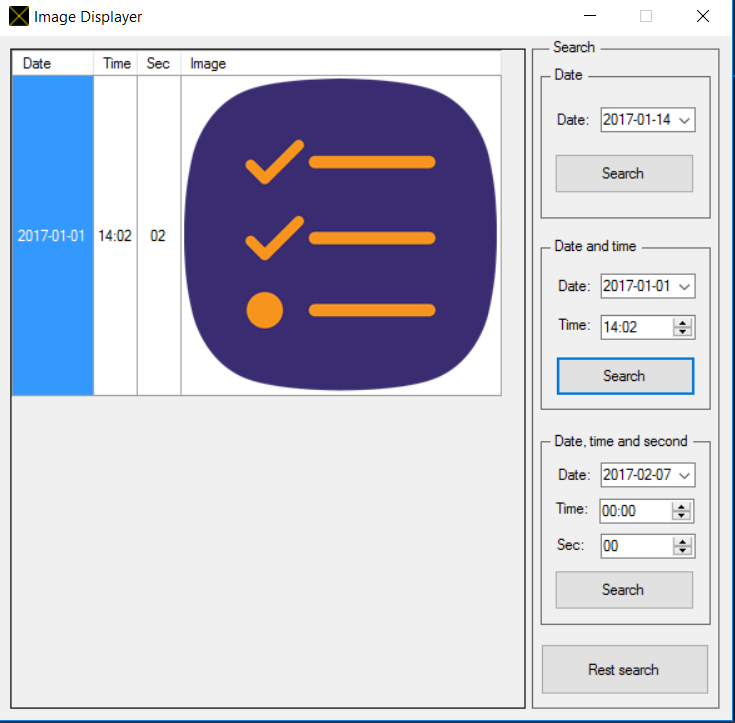 Image Displayer
Date Time Sec Image
2017-01-01 14:02 02
Search
Date
Date: 2017-01-14
Search
Date and time
Date: 2017-01-01
Time: 14:02
Search
Date, time and second
Date: 2017-02-07
Time: 00:00
Sec: 00
Search
Rest search